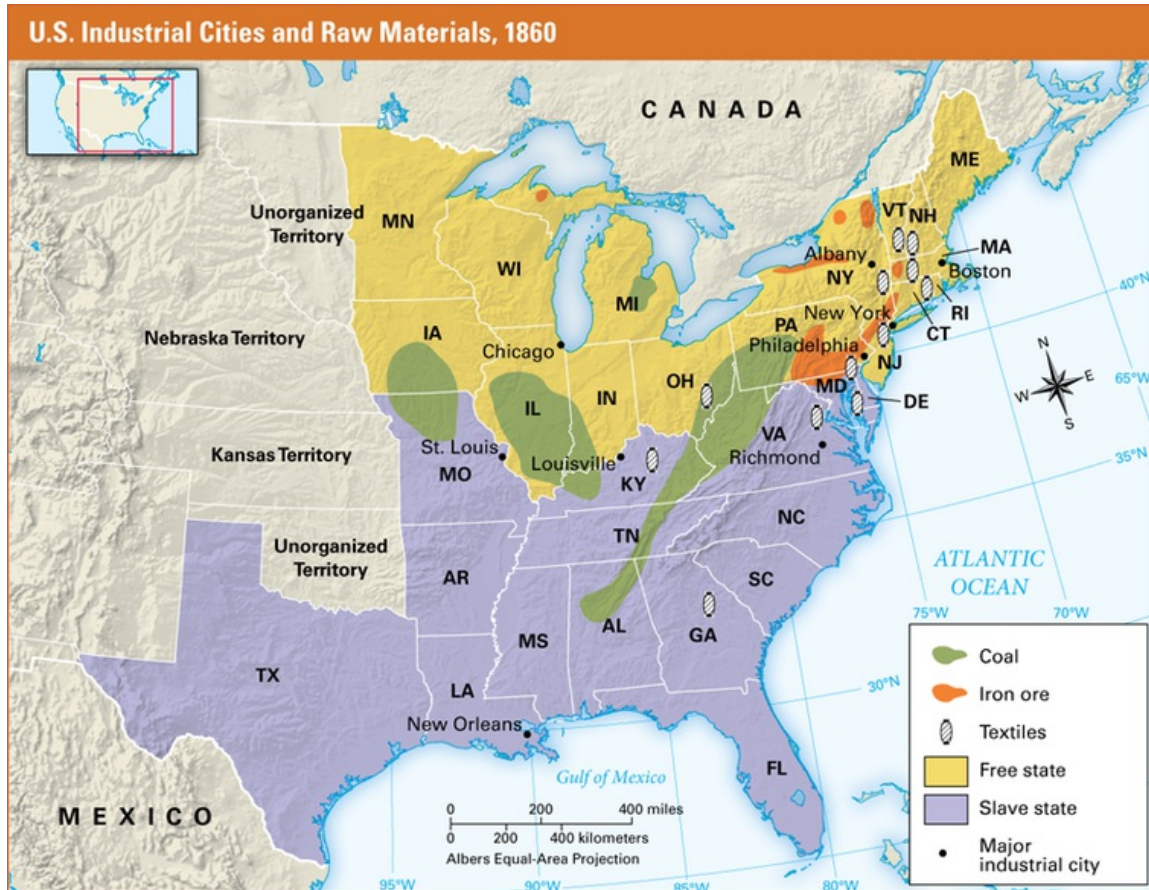 U.S. Industrial Cities and Raw Materials, 1860
CANADA
ME
Unorganized
Territory
MN
VT
NH
MA
Albany
Boston
WI
NY
MI
RI
40°N
New York
CT
Nebraska Territory
IA
PA
Chicago
Philadelphia
NJ
N
W
E
S
65°W
OH
MD
DE
IL
IN
VA
Kansas Territory
St. Louis
MO
Louisville
KY
Richmond
35°N
NC
TN
Unorganized
Territory
AR
ATLANTIC
OCEAN
SC
75°W
70°W
MS
AL
GA
Coal
TX
LA
30°N
Iron ore
Textiles
New Orleans
FL
Free state
Gulf of Mexico
Slave state
MEXICO
0 200 400 miles
0 200 400 kilometers
Albers Equal-Area Projection
Major
industrial city
95°W
90°W
85°W
80°W